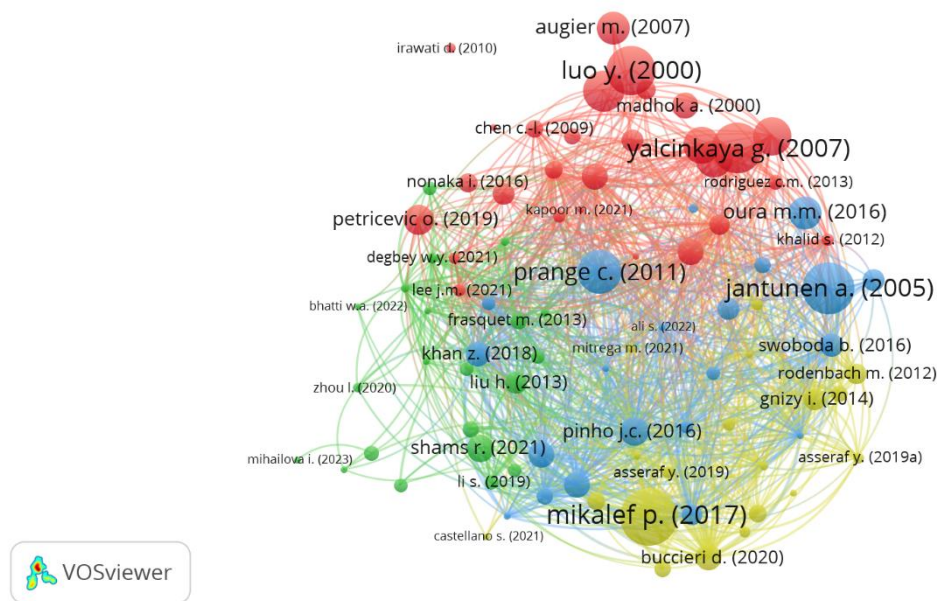 augier m. (2007)
irawati d. (2010)
luo y. (2000)
madhok a. (2000)
chen c.-l. (2009)
yalcinkaya g. (2007)
nonaka i. (2016)
rodriguez c.m. (2013)
kapoor m. (2021)
oura m.m. (2016)
petricevic o. (2019)
khalid s. (2012)
degbey w.y. (2021)
prange c. (2011)
lee j.m. (2021)
jantunen a. (2005)
bhatti w.a. (2022)
frasquet m. (2013)
ali s. (2022)
mitrega m. (2021)
swoboda b. (2016)
khan z. (2018)
rodenbach m. (2012)
zhou l. (2020)
liu h. (2013)
gnizy i. (2014)
pinho j.c. (2016)
shams r. (2021)
mihailova i. (2023)
asseraf y. (2019a)
asseraf y. (2019)
li s. (2019)
mikalef p. (2017)
castellano s. (2021)
buccieri d. (2020)
VOSviewer